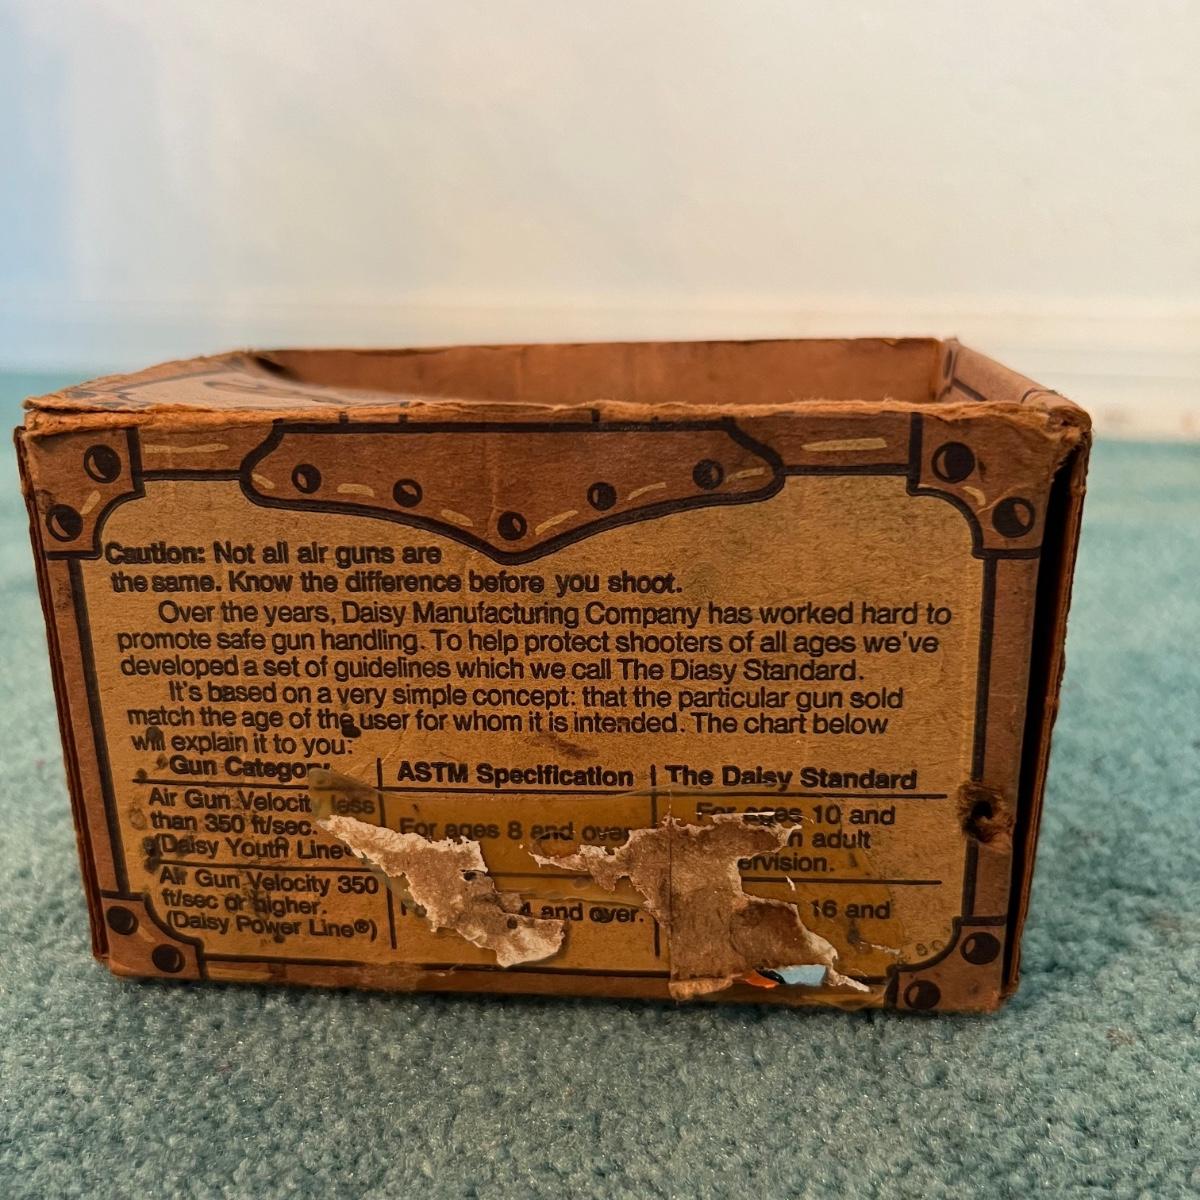 Caution: Not all air guns are
the same. Know the difference before you shoot.
Over the years, Daisy Manufacturing Company has worked hard to
promote safe gun handling. To help protect shooters of all ages we've
developed a set of guidelines which we call The Diasy Standard.
It's based on a very simple concept: that the particular gun sold
match the age of the user for whom it is intended. The chart below
will explain it to you:
Gun Category | ASTM Specification | The Daisy Standard
Air Gun Velocity less
than 350 ft/sec.
(Daisy Youth Line
For ages 8 and over
For ages 10 and
adult
Air Gun Velocity 350
ft/sec or higher.
(Daisy Power Line®)
and over.
16 and